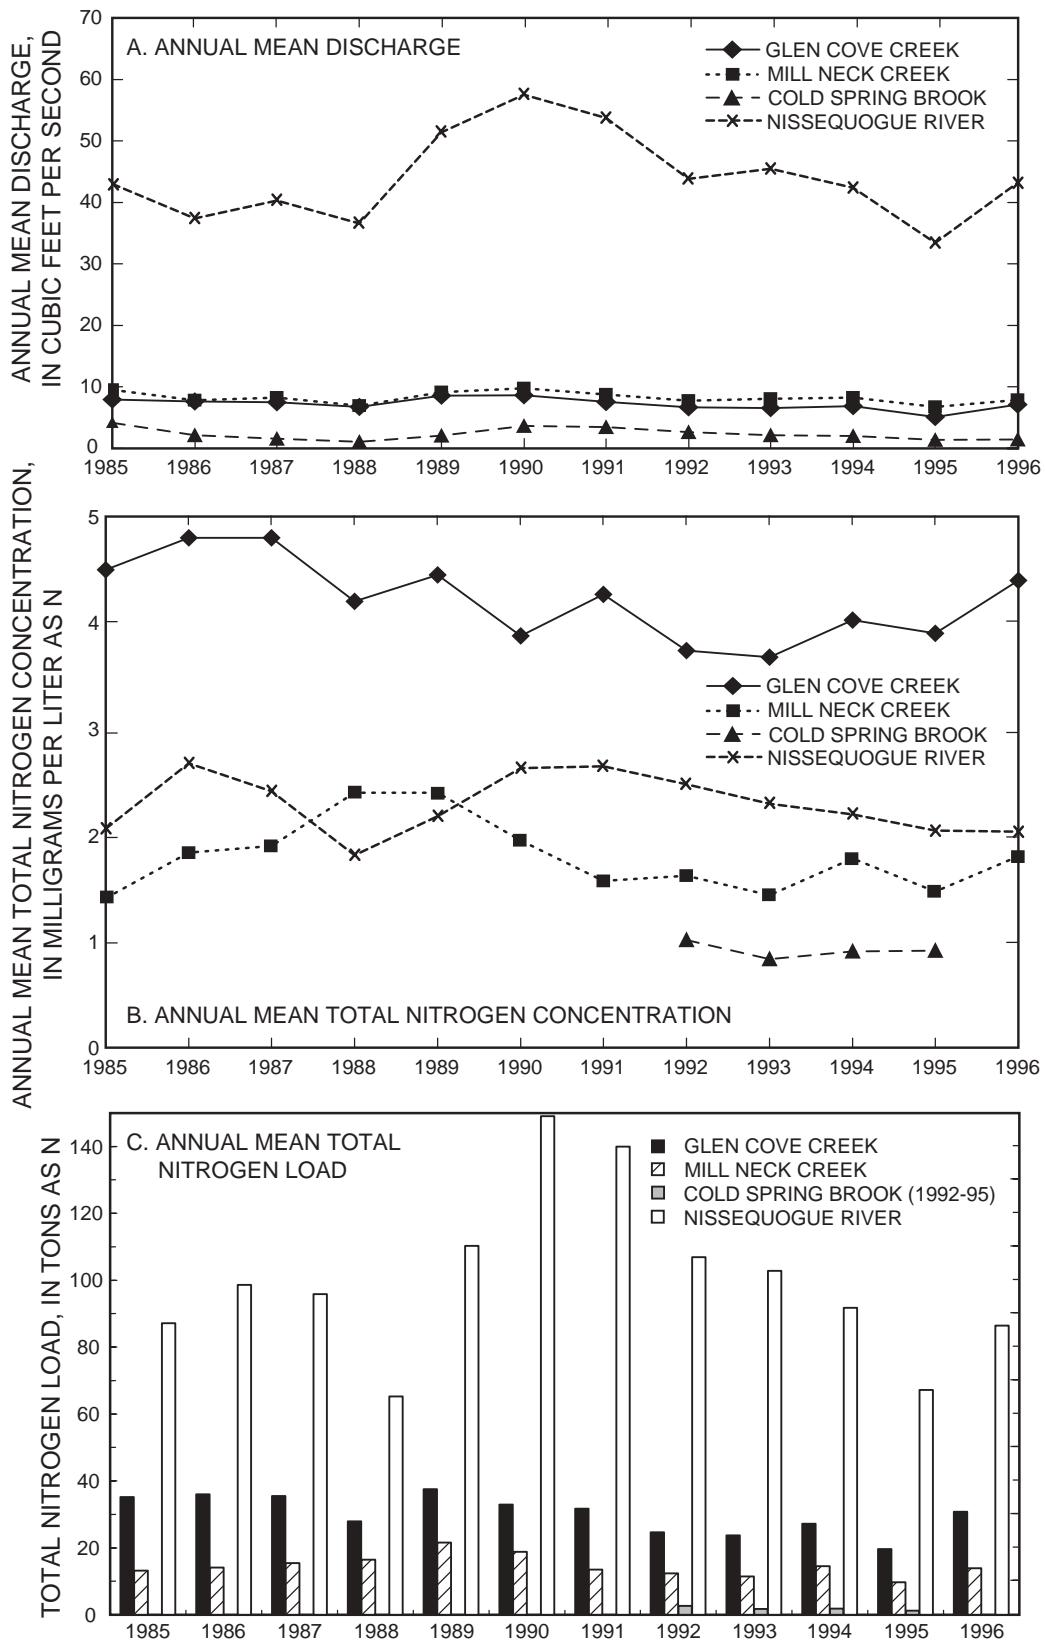 ANNUAL MEAN DISCHARGE,
IN CUBIC FEET PER SECOND
A. ANNUAL MEAN DISCHARGE
GLEN COVE CREEK
MILL NECK CREEK
COLD SPRING BROOK
NISSEQUOGUE RIVER
70
60
50
40
30
20
10
0
1985 1986 1987 1988 1989 1990 1991 1992 1993 1994 1995 1996
ANNUAL MEAN TOTAL NITROGEN CONCENTRATION,
IN MILLIGRAMS PER LITER AS N
5
4
3
2
1
0
GLEN COVE CREEK
MILL NECK CREEK
COLD SPRING BROOK
NISSEQUOGUE RIVER
B. ANNUAL MEAN TOTAL NITROGEN CONCENTRATION
1985 1986 1987 1988 1989 1990 1991 1992 1993 1994 1995 1996
TOTAL NITROGEN LOAD, IN TONS AS N
C. ANNUAL MEAN TOTAL
NITROGEN LOAD
GLEN COVE CREEK
MILL NECK CREEK
COLD SPRING BROOK (1992-95)
NISSEQUOGUE RIVER
140
120
100
80
60
40
20
0
1985 1986 1987 1988 1989 1990 1991 1992 1993 1994 1995 1996